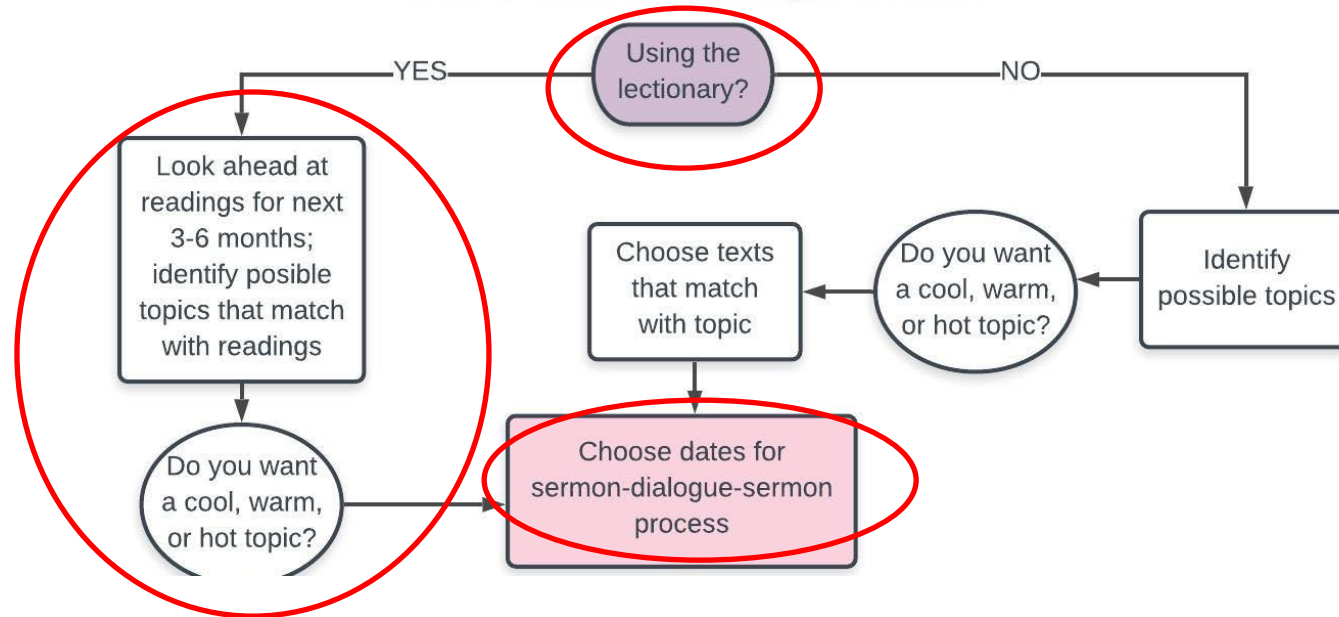 Using the
lectionary?
YES
NO
Look ahead at
readings for next
3-6 months;
identify posible
topics that match
with readings
Do you want
a cool, warm,
or hot topic?
Identify
possible topics
Do you want
a cool, warm,
or hot topic?
Choose texts
that match
with topic
Choose dates for
sermon-dialogue-sermon
process